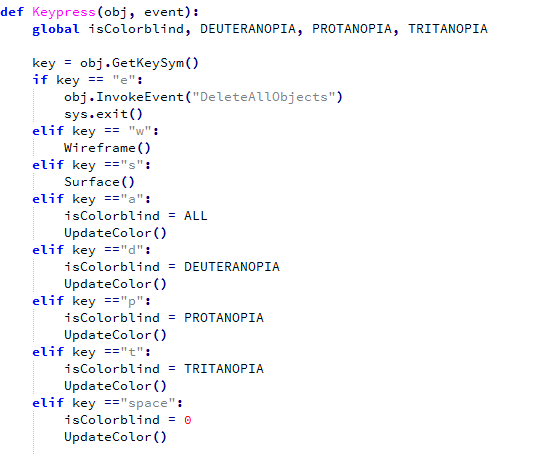 def Keypress(obj, event):
    global isColorblind, DEUTERANOPIA, PROTANOPIA, TRITANOPIA

    key = obj.GetKeySym()
    if key == "e":
        obj.InvokeEvent("DeleteAllObjects")
        sys.exit()
    elif key == "w":
        Wireframe()
    elif key =="s":
        Surface()
    elif key =="a":
        isColorblind = ALL
        UpdateColor()
    elif key =="d":
        isColorblind = DEUTERANOPIA
        UpdateColor()
    elif key =="p":
        isColorblind = PROTANOPIA
        UpdateColor()
    elif key =="t":
        isColorblind = TRITANOPIA
        UpdateColor()
    elif key =="space":
        isColorblind = 0
        UpdateColor()